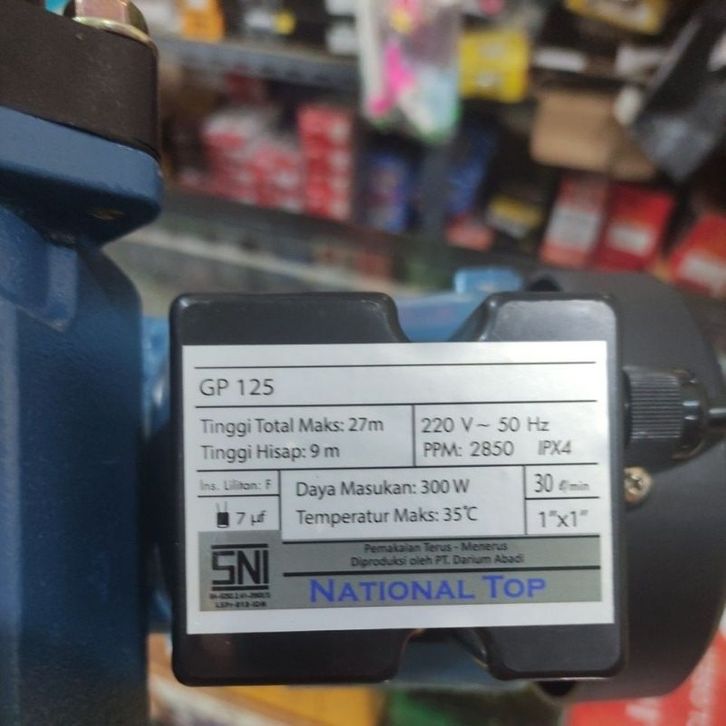 GP 125
Tinggi Total Maks: 27m
Tinggi Hisap: 9 m
220 V~ 50 Hz
PPM: 2850 IPX4
Ins. Lilitan: F
7 µf
Daya Masukan: 300 W
Temperatur Maks: 35℃
30 ℓ/min
1"x1"
SNI
Pemakaian Terus - Menerus
Diproduksi oleh PT. Darium Abadi
NATIONAL TOP